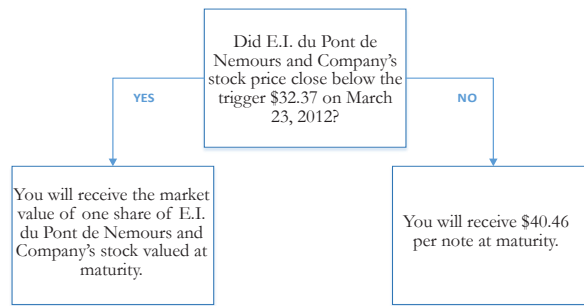 Did E.I. du Pont de
Nemours and Company's
stock price close below the
trigger $32.37 on March
23, 2012?
YES
NO
You will receive the market
value of one share of E.I.
du Pont de Nemours and
Company's stock valued at
maturity.
You will receive $40.46
per note at maturity.